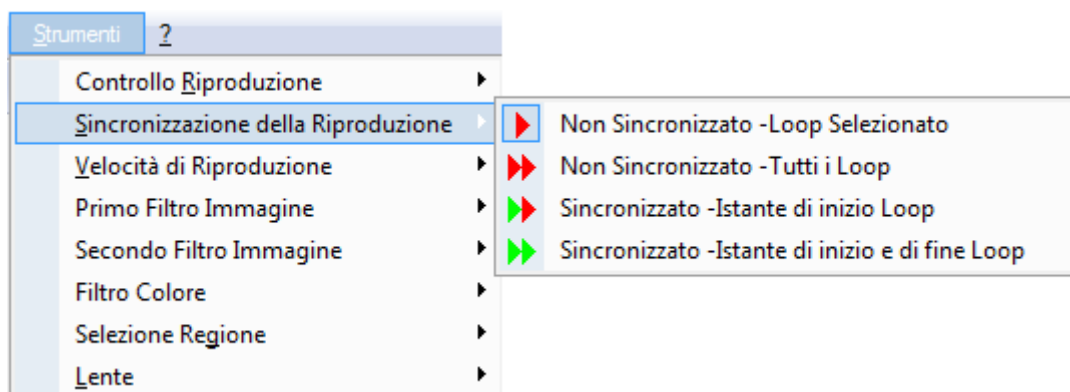 Strumenti ?
Controllo Riproduzione
Sincronizzazione della Riproduzione
Non Sincronizzato -Loop Selezionato
Velocità di Riproduzione
Non Sincronizzato -Tutti i Loop
Primo Filtro Immagine
Sincronizzato -Istante di inizio Loop
Secondo Filtro Immagine
Sincronizzato -Istante di inizio e di fine Loop
Filtro Colore
Selezione Regione
Lente